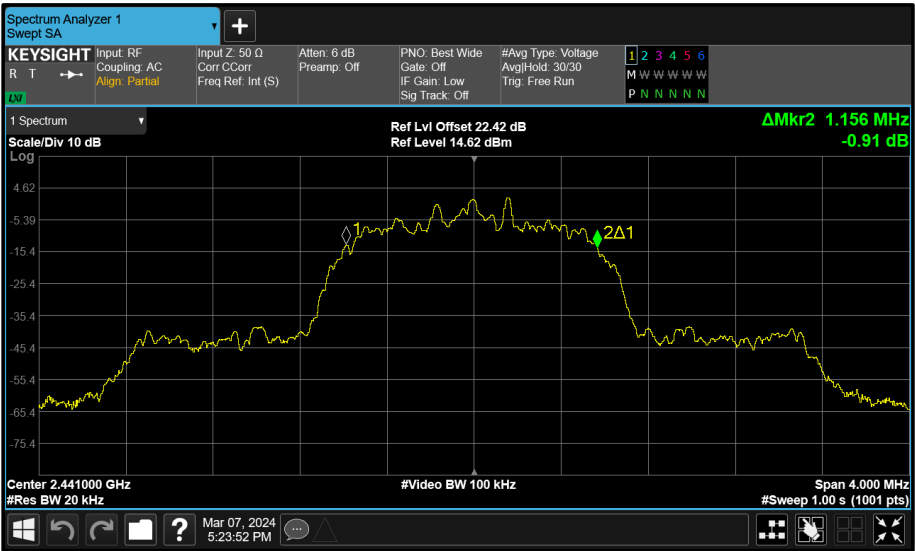 Spectrum Analyzer 1
Swept SA
+
KEYSIGHT
R T
LXI
Input: RF
Coupling: AC
Align: Partial
Input Z: 50 Ω
Corr CCorr
Freq Ref: Int (S)
Atten: 6 dB
Preamp: Off
PNO: Best Wide
Gate: Off
IF Gain: Low
Sig Track: Off
#Avg Type: Voltage
Avg|Hold: 30/30
Trig: Free Run
1 2 3 4 5 6
M W W W W W
P N N N N N
1 Spectrum
Scale/Div 10 dB
Log
Ref Lvl Offset 22.42 dB
Ref Level 14.62 dBm
ΔMkr2 1.156 MHz
-0.91 dB
4.62
-5.39
-15.4
-25.4
-35.4
-45.4
-55.4
-65.4
-75.4
1
2Δ1
Center 2.441000 GHz
#Res BW 20 kHz
#Video BW 100 kHz
Span 4.000 MHz
#Sweep 1.00 s (1001 pts)
?
Mar 07, 2024
5:23:52 PM